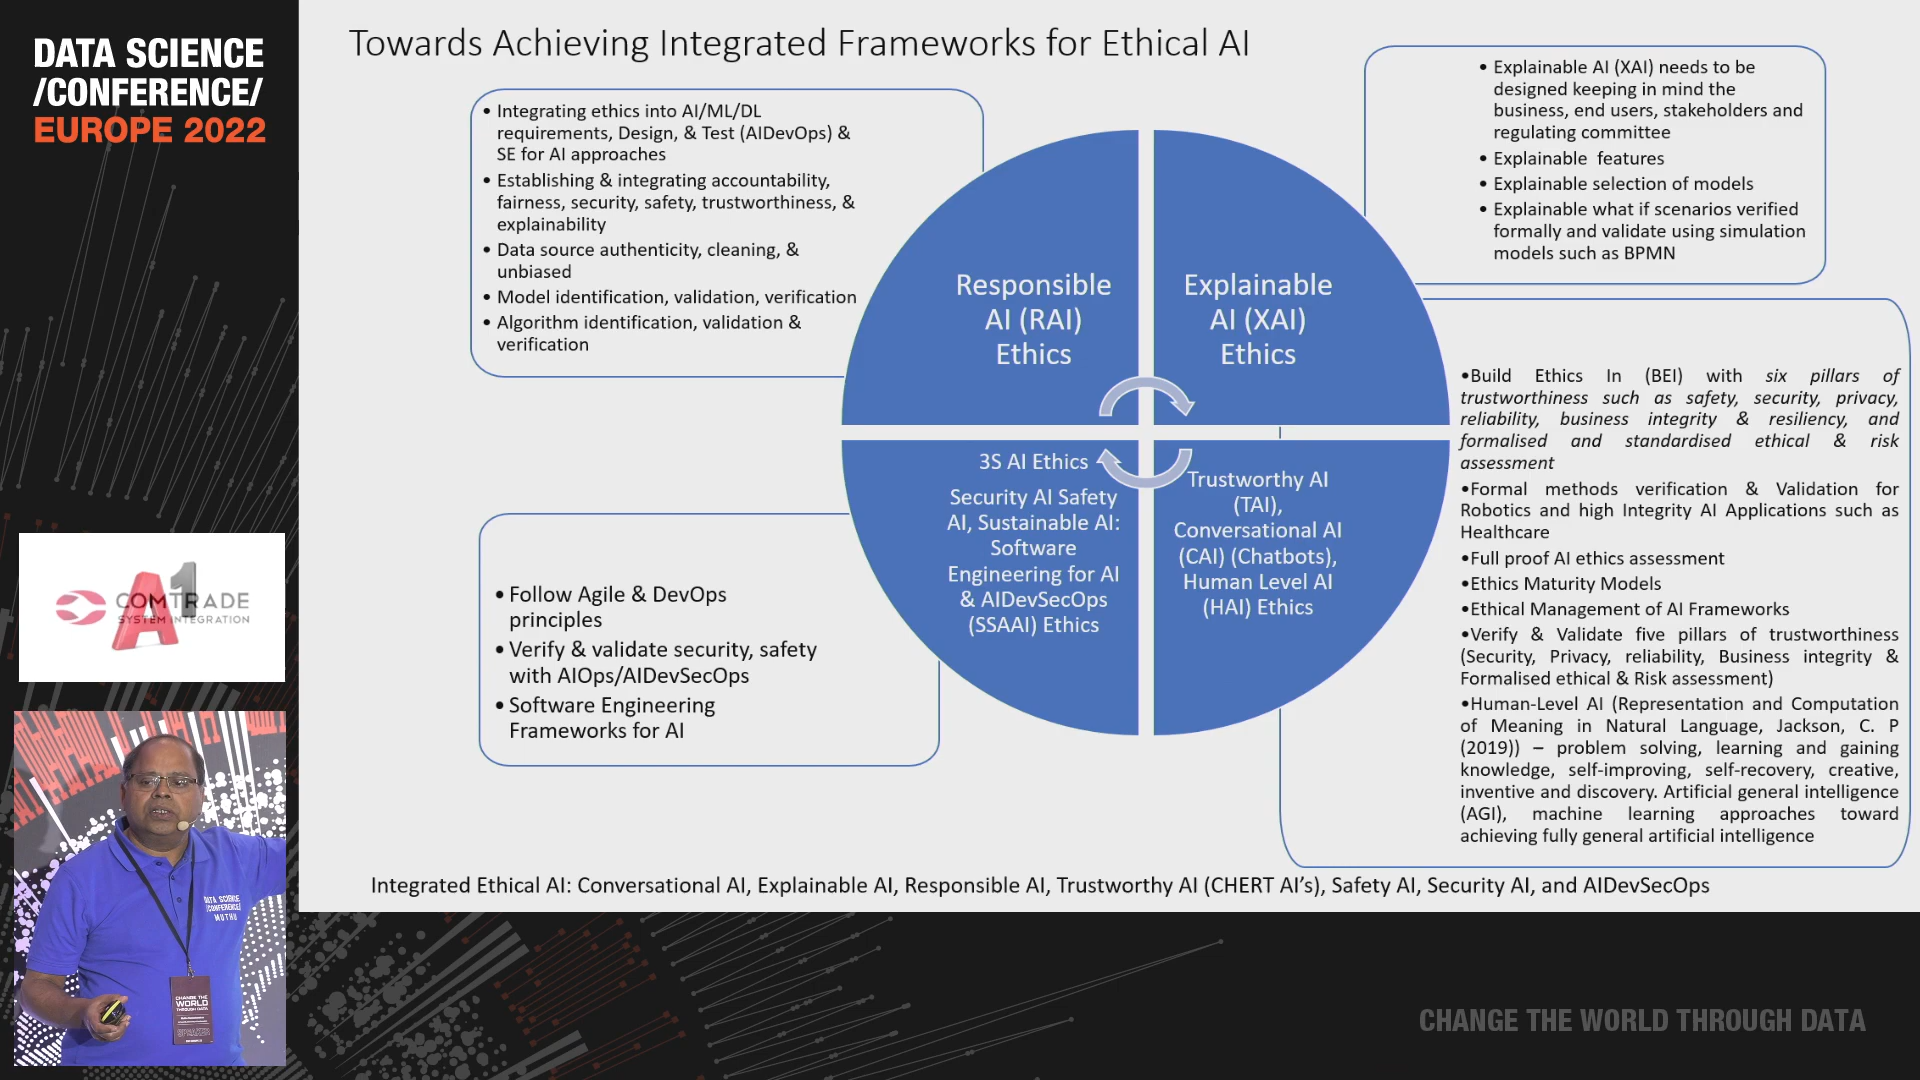 DATA SCIENCE
/CONFERENCE/
EUROPE 2022
Towards Achieving Integrated Frameworks for Ethical AI
• Integrating ethics into AI/ML/DL
requirements, Design, & Test (AIDevOps) &
SE for AI approaches
• Establishing & integrating accountability,
fairness, security, safety, trustworthiness, &
explainability
• Data source authenticity, cleaning, &
unbiased
• Model identification, validation, verification
• Algorithm identification, validation &
verification
• Explainable AI (XAI) needs to be
designed keeping in mind the
business, end users, stakeholders and
regulating committee
• Explainable features
• Explainable selection of models
• Explainable what if scenarios verified
formally and validate using simulation
models such as BPMN
Responsible
AI (RAI)
Ethics
Explainable
AI (XAI)
Ethics
3S AI Ethics
Security AI Safety
AI, Sustainable AI:
Software
Engineering for AI
& AIDevSecOps
(SSAAI) Ethics
Trustworthy AI
(TAI),
Conversational AI
(CAI) (Chatbots),
Human Level AI
(HAI) Ethics
• Follow Agile & DevOps
principles
• Verify & validate security, safety
with AIOps/AIDevSecOps
• Software Engineering
Frameworks for AI
•Build Ethics In (BEI) with six pillars of
trustworthiness such as safety, security, privacy,
reliability, business integrity & resiliency, and
formalised and standardised ethical & risk
assessment
•Formal methods verification & Validation for
Robotics and high Integrity AI Applications such as
Healthcare
•Full proof AI ethics assessment
•Ethics Maturity Models
•Ethical Management of AI Frameworks
•Verify & Validate five pillars of trustworthiness
(Security, Privacy, reliability, Business integrity &
Formalised ethical & Risk assessment)
•Human-Level AI (Representation and Computation
of Meaning in Natural Language, Jackson, C. P
(2019)) – problem solving, learning and gaining
knowledge, self-improving, self-recovery, creative,
inventive and discovery. Artificial general intelligence
(AGI), machine learning approaches toward
achieving fully general artificial intelligence
Integrated Ethical AI: Conversational AI, Explainable AI, Responsible AI, Trustworthy AI (CHERT AI's), Safety AI, Security AI, and AIDevSecOps
A1
COMTRADE
SYSTEM INTEGRATION
DATA SCIENCE
/CONFERENCE/
MUTHU
CHANGE THE
WORLD
THROUGH DATA
CHANGE THE WORLD THROUGH DATA